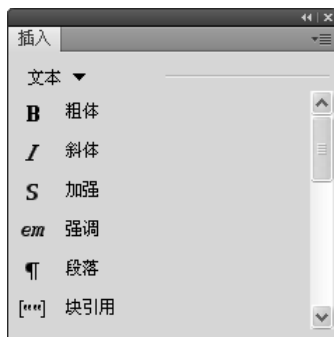 插入
文本
B 粗体
I 斜体
S 加强
em 强调
¶ 段落
[""] 块引用